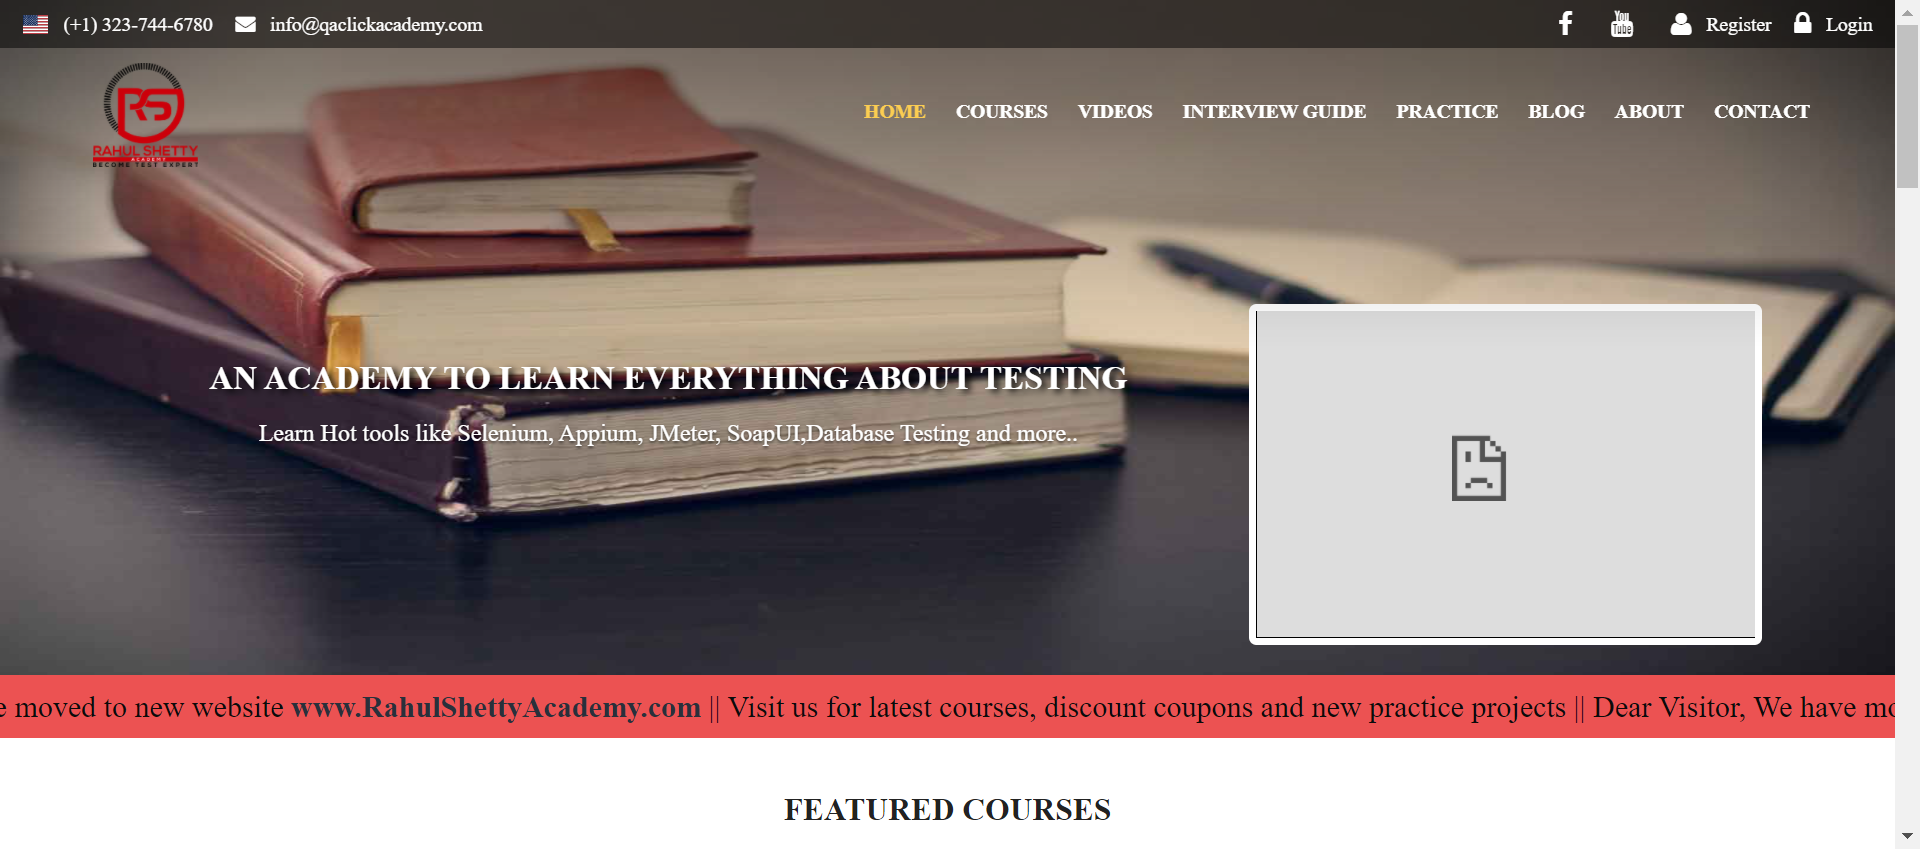 (+1) 323-744-6780 info@qaclickacademy.com
You Tube Register Login
RS
RAHUL SHETTY
ACADEMY
BECOME TEST EXPERT
HOME COURSES VIDEOS INTERVIEW GUIDE PRACTICE BLOG ABOUT CONTACT
AN ACADEMY TO LEARN EVERYTHING ABOUT TESTING
Learn Hot tools like Selenium, Appium, JMeter, SoapUI,Database Testing and more..
e moved to new website www.RahulShettyAcademy.com || Visit us for latest courses, discount coupons and new practice projects || Dear Visitor, We have mo
FEATURED COURSES